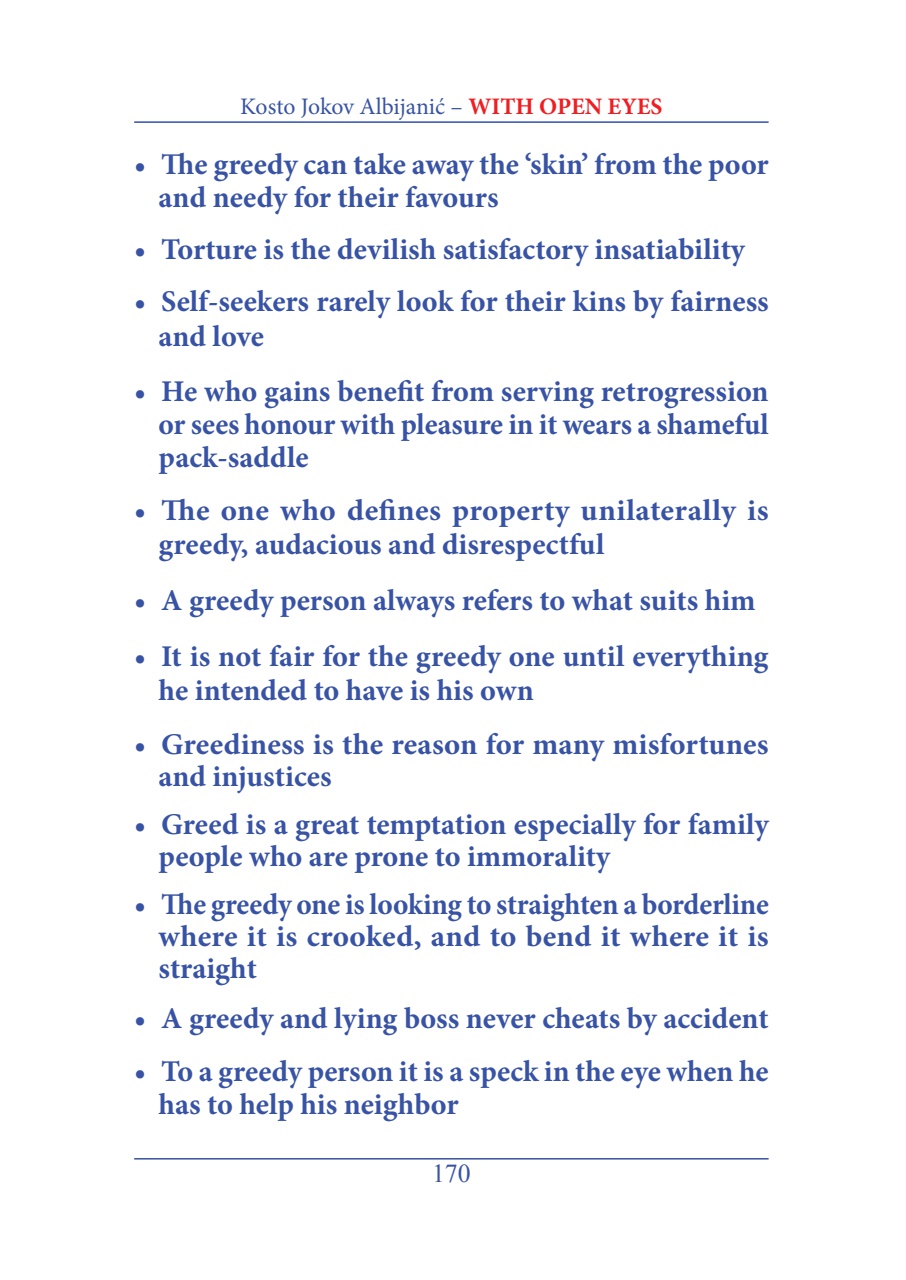 Kosto Jokov Albijanić – WITH OPEN EYES
• The greedy can take away the ‘skin’ from the poor
and needy for their favours
• Torture is the devilish satisfactory insatiability
• Self-seekers rarely look for their kins by fairness
and love
• He who gains benefit from serving retrogression
or sees honour with pleasure in it wears a shameful
pack-saddle
• The one who defines property unilaterally is
greedy, audacious and disrespectful
• A greedy person always refers to what suits him
• It is not fair for the greedy one until everything
he intended to have is his own
• Greediness is the reason for many misfortunes
and injustices
• Greed is a great temptation especially for family
people who are prone to immorality
• The greedy one is looking to straighten a borderline
where it is crooked, and to bend it where it is
straight
• A greedy and lying boss never cheats by accident
• To a greedy person it is a speck in the eye when he
has to help his neighbor
170